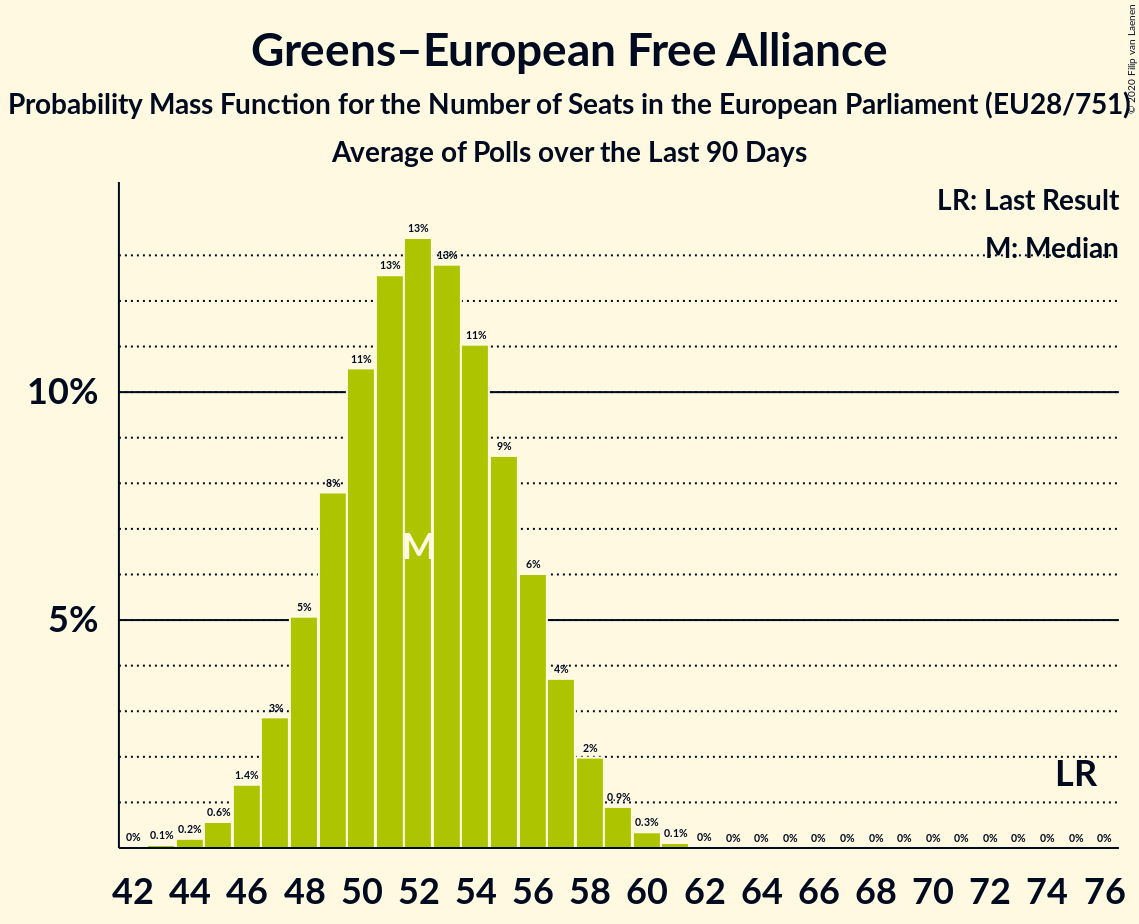 Greens–European Free Alliance
Probability Mass Function for the Number of Seats in the European Parliament (EU28/751)
Average of Polls over the Last 90 Days
© 2020 Filip van Laenen
LR: Last Result
M: Median
10%
5%
0% 0.1% 0.2% 0.6% 1.4% 3% 5% 8% 11% 13% 13% 13% 11% 9% 6% 4% 2% 0.9% 0.3% 0.1% 0% 0% 0% 0% 0% 0% 0% 0% 0% 0% 0% 0% 0% 0% 0%
M
LR
42 44 46 48 50 52 54 56 58 60 62 64 66 68 70 72 74 76